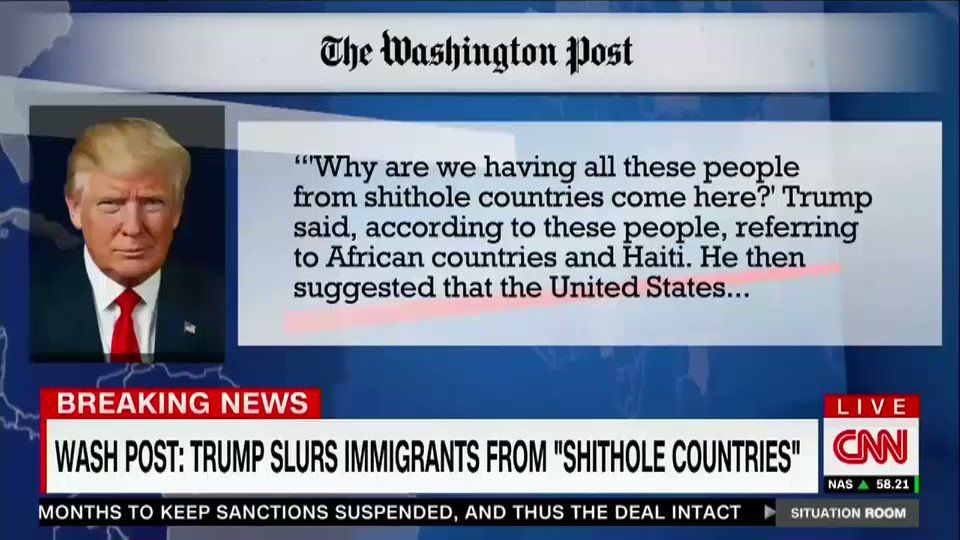 The Washington Post
“‘Why are we having all these people
from shithole countries come here?' Trump
said, according to these people, referring
to African countries and Haiti. He then
suggested that the United States...
BREAKING NEWS
WASH POST: TRUMP SLURS IMMIGRANTS FROM "SHITHOLE COUNTRIES"
LIVE
CNN
NAS ▲ 58.21
MONTHS TO KEEP SANCTIONS SUSPENDED, AND THUS THE DEAL INTACT
SITUATION ROOM